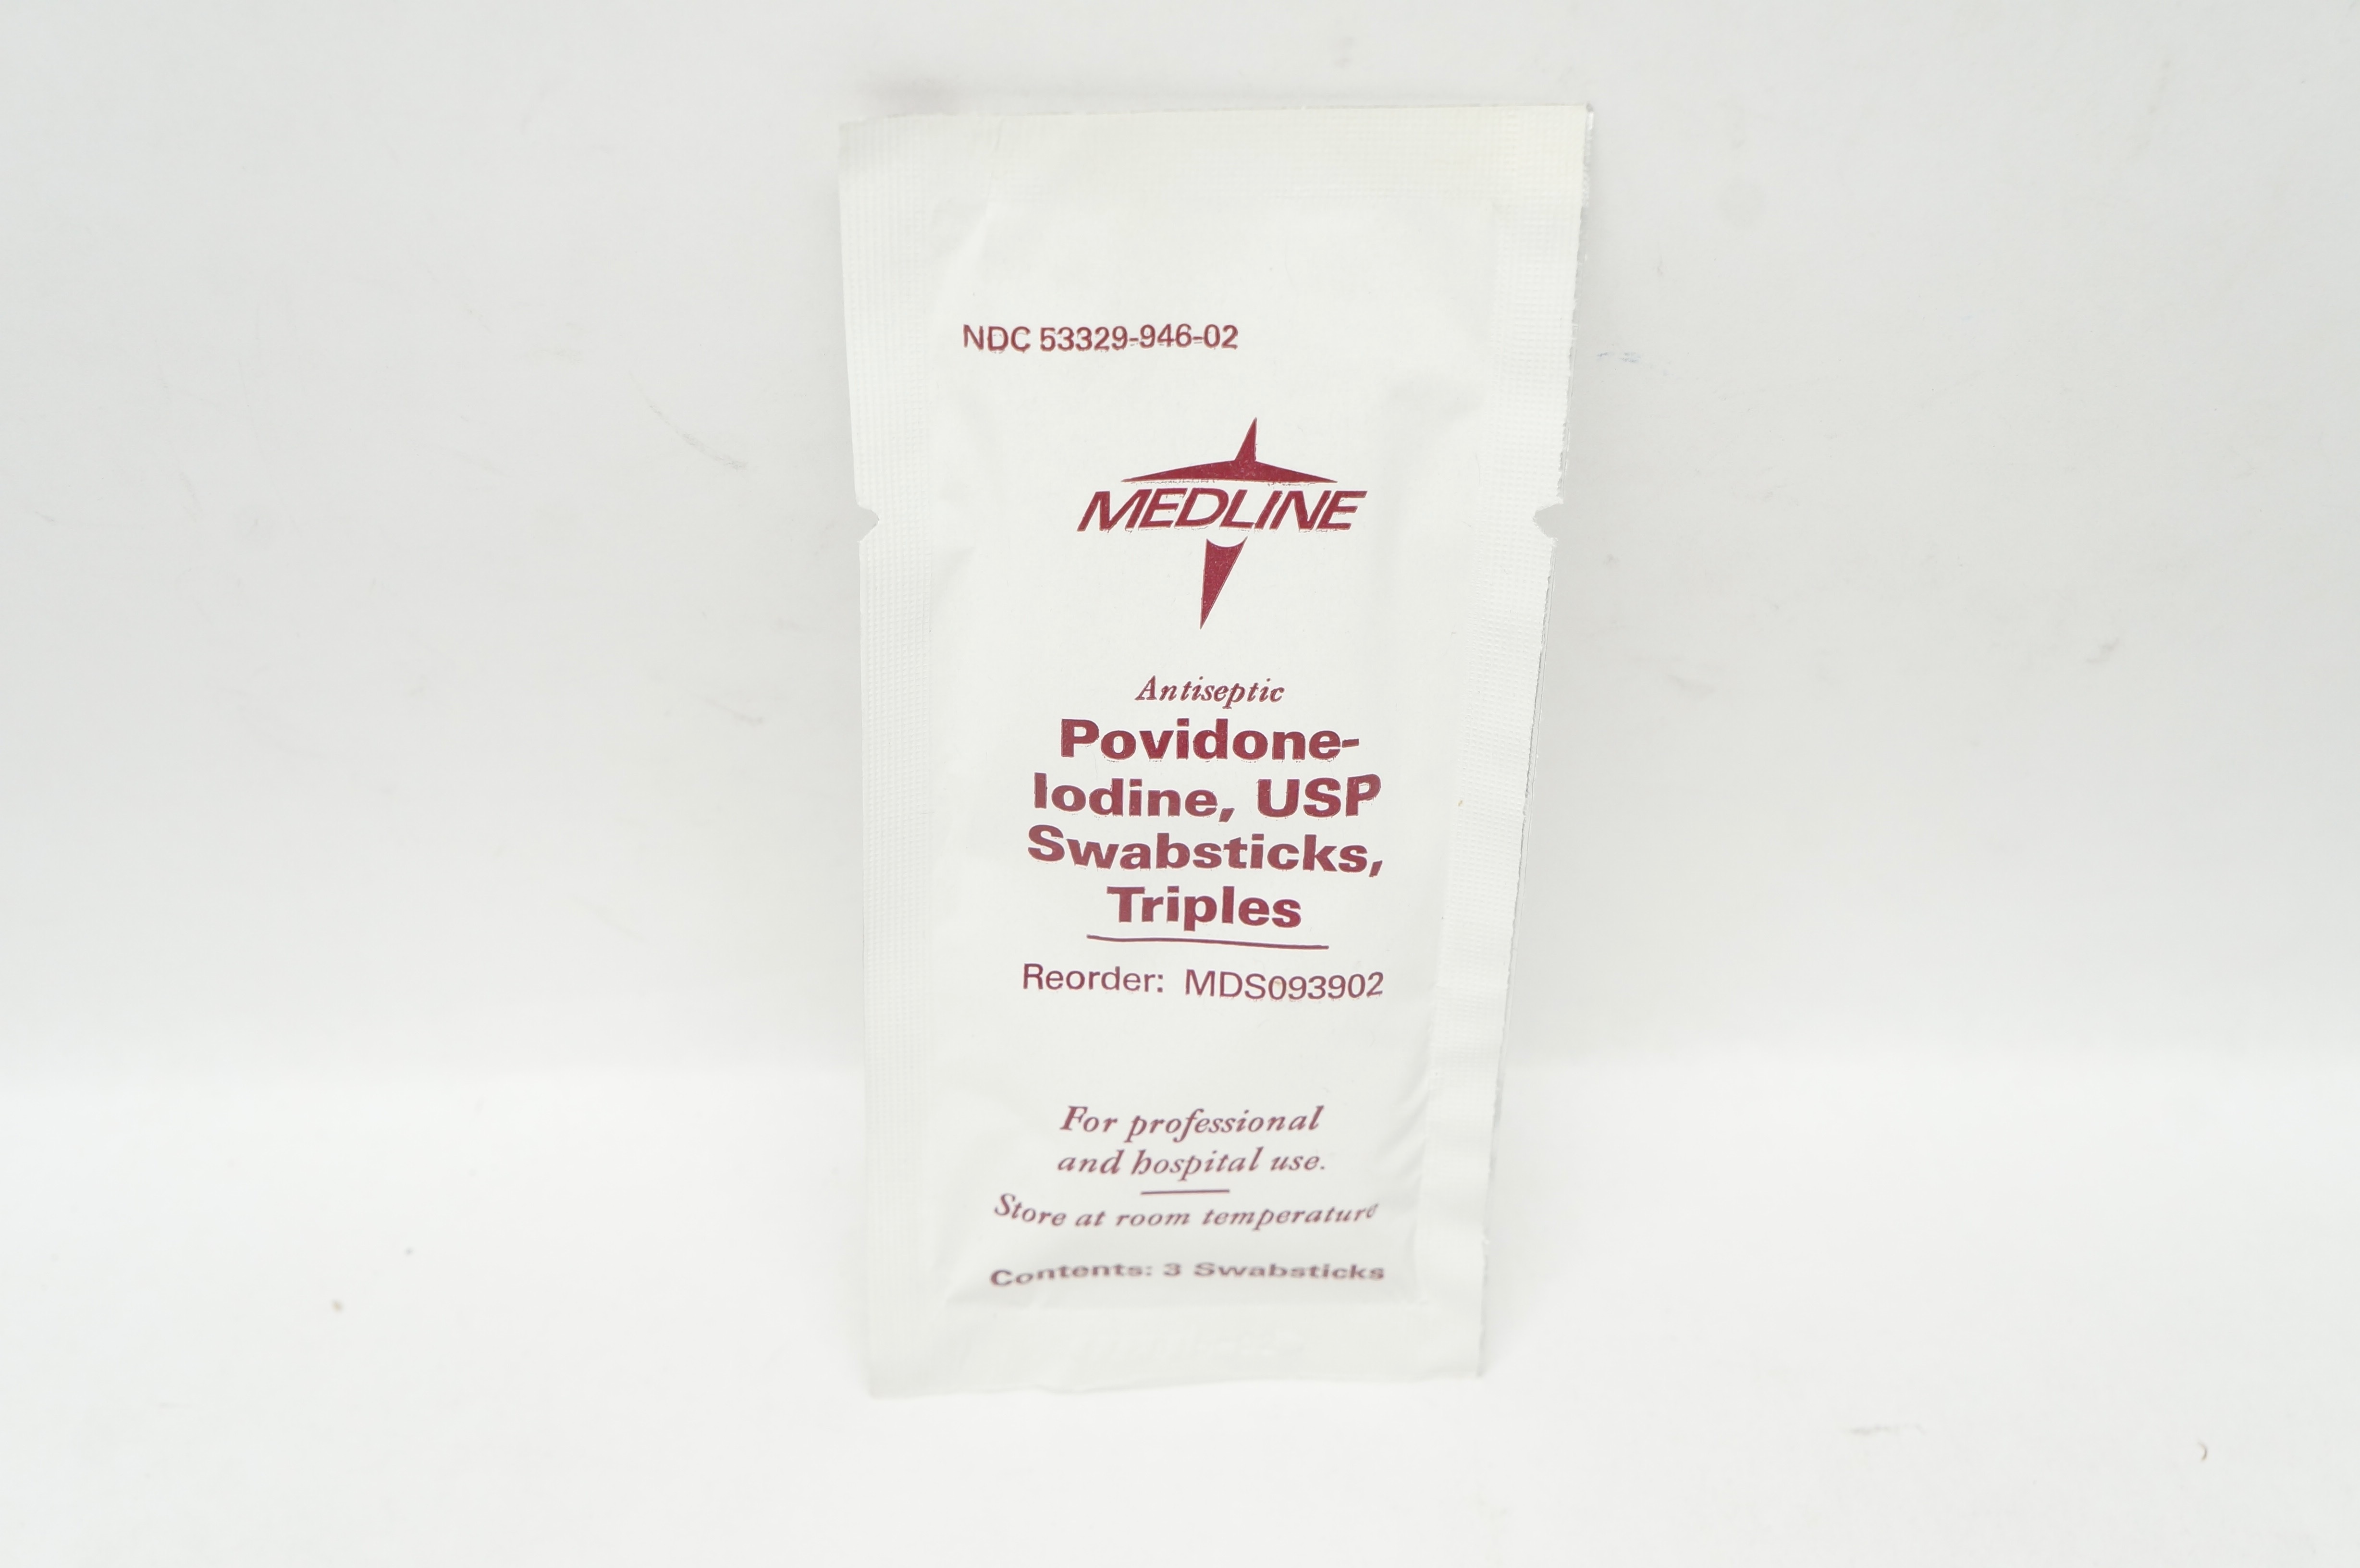 NDC 53329-946-02
MEDLINE
Antiseptic
Povidone-
Iodine, USP
Swabsticks,
Triples
Reorder: MDS093902
For professional
and hospital use.
Store at room temperature
Contents: 3 Swabsticks